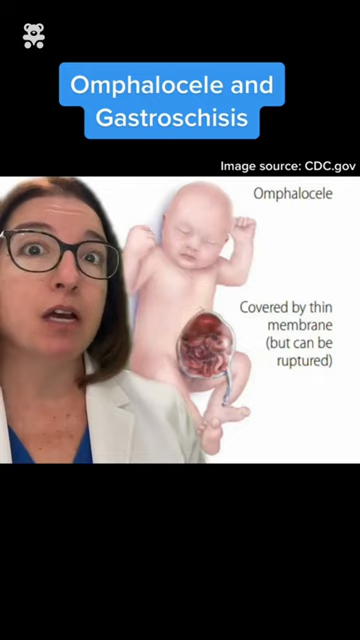 Omphalocele and
Gastroschisis
Image source: CDC.gov
Omphalocele
Covered by thin
membrane
(but can be
ruptured)